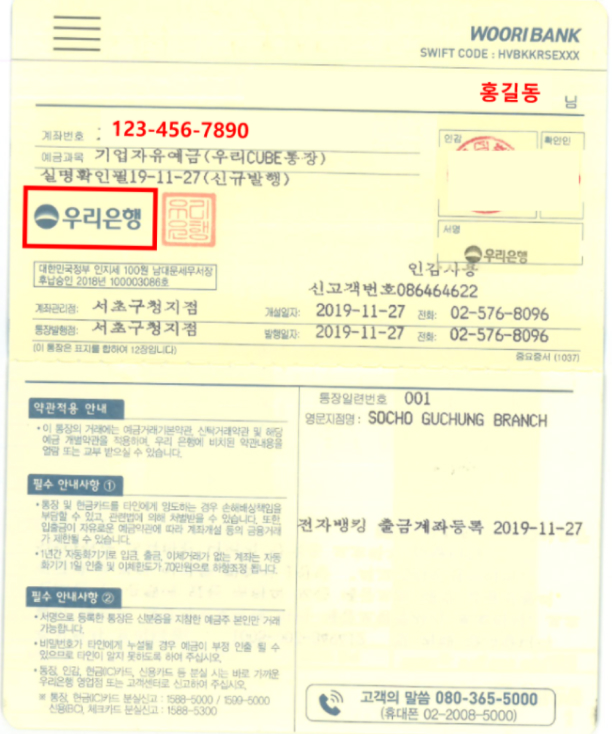 WOORI BANK
SWIFT CODE : HVBKKRSEXXX
홍길동 님
계좌번호 : 123-456-7890
예금과목 기업자유예금(우리CUBE통장)
실명확인필19-11-27(신규발행)
인감
확인인
우리은행
우리은행
서명
우리은행
대한민국정부 인지세 100원 남대문세무서장
후납승인 2018년 100003086호
인감사용
신고객번호086464622
계좌관리점: 서초구청지점 개설일자: 2019-11-27 전화: 02-576-8096
통장발행점: 서초구청지점 발행일자: 2019-11-27 전화: 02-576-8096
(이 통장은 표지를 합하여 12장입니다)
중요증서 (1037)
통장일련번호 001
영문지점명 : SOCHO GUCHUNG BRANCH
전자뱅킹 출금계좌등록 2019-11-27
약관적용 안내
• 이 통장의 거래에는 예금거래기본약관, 신탁거래약관 및 해당
예금 개별약관을 적용하며, 우리 은행에 비치된 약관내용을
열람 또는 교부 받으실 수 있습니다.
필수 안내사항 ①
• 통장 및 현금카드를 타인에게 양도하는 경우 손해배상책임을
부담할 수 있고, 관련법에 의해 처벌받을 수 있습니다. 또한,
입출금이 자유로운 예금약관에 따라 계좌개설 등의 금융거래
가 제한될 수 있습니다.
• 1년간 자동화기기로 입금, 출금, 이체거래가 없는 계좌는 자동
화기기 1일 인출 및 이체한도가 70만원으로 하향조정 됩니다.
필수 안내사항 ②
• 서명으로 등록한 통장은 신분증을 지참한 예금주 본인만 거래
가능합니다.
• 비밀번호가 타인에게 누설될 경우 예금이 부정 인출 될 수
있으므로 타인이 알지 못하도록 하여 주십시오.
• 통장, 인감, 현금(IC)카드, 신용카드 등 분실 시는 바로 가까운
우리은행 영업점 또는 고객센터로 신고하여 주십시오.
※ 통장, 현금(IC)카드 분실신고 : 1588-5000 / 1599-5000
신용(BC), 체크카드 분실신고 : 1588-5300
고객의 말씀 080-365-5000
(휴대폰 02-2008-5000)